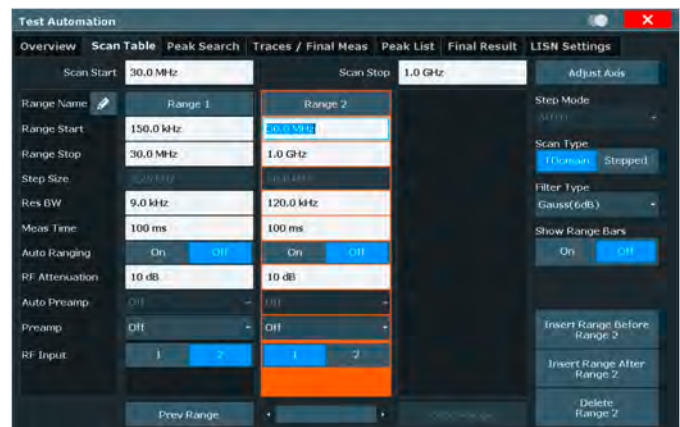 Test Automation
Overview Scan Table Peak Search Traces / Final Meas Peak List Final Result LISN Settings
Scan Start 30.0 MHz Scan Stop 1.0 GHz Adjust Axis
Range Name Range 1 Range 2 Step Mode
Range Start 150.0 kHz 30.0 MHz
Range Stop 30.0 MHz 1.0 GHz Scan Type
TDomain Stepped
Step Size
Filter Type
Res BW 9.0 kHz 120.0 kHz Gauss(6dB)
Meas Time 100 ms 100 ms Show Range Bars
Auto Ranging On Off On Off On Off
RF Attenuation 10 dB 10 dB
Auto Preamp Off Off
Preamp Off Off Insert Range Before Range 2
RF Input 1 2 1 2 Insert Range After Range 2
Prev Range Delete Range 2